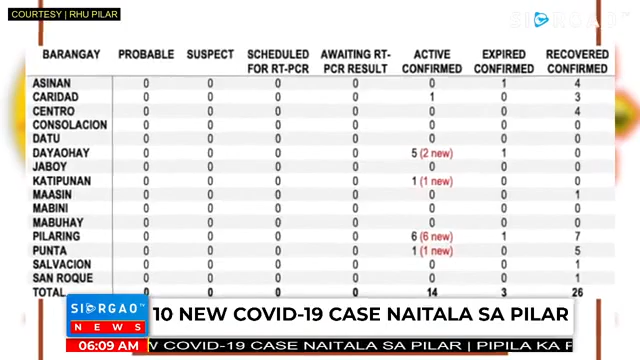 COURTESY / RHU PILAR
SIARGAO TV
BARANGAY PROBABLE SUSPECT SCHEDULED FOR RT-PCR AWAITING RT-PCR RESULT ACTIVE CONFIRMED EXPIRED CONFIRMED RECOVERED CONFIRMED
ASINAN 0 0 0 0 0 1 4
CARIDAD 0 0 0 0 1 0 3
CENTRO 0 0 0 0 0 0 4
CONSOLACION 0 0 0 0 0 0 0
DATU 0 0 0 0 0 0 0
DAYAOHAY 0 0 0 0 5 (2 new) 1 0
JABOY 0 0 0 0 0 0 0
KATIPUNAN 0 0 0 0 1 (1 new) 0 0
MAASIN 0 0 0 0 0 0 1
MABINI 0 0 0 0 0 0 0
MABUHAY 0 0 0 0 0 0 0
PILARING 0 0 0 0 6 (6 new) 1 7
PUNTA 0 0 0 0 1 (1 new) 0 5
SALVACION 0 0 0 0 0 0 1
SAN ROQUE 0 0 0 0 0 0 1
TOTAL 0 0 0 0 14 3 26
SIARGAO TV
NEWS
10 NEW COVID-19 CASE NAITALA SA PILAR
06:09 AM
W COVID-19 CASE NAITALA SA PILAR | PIPILA KA P